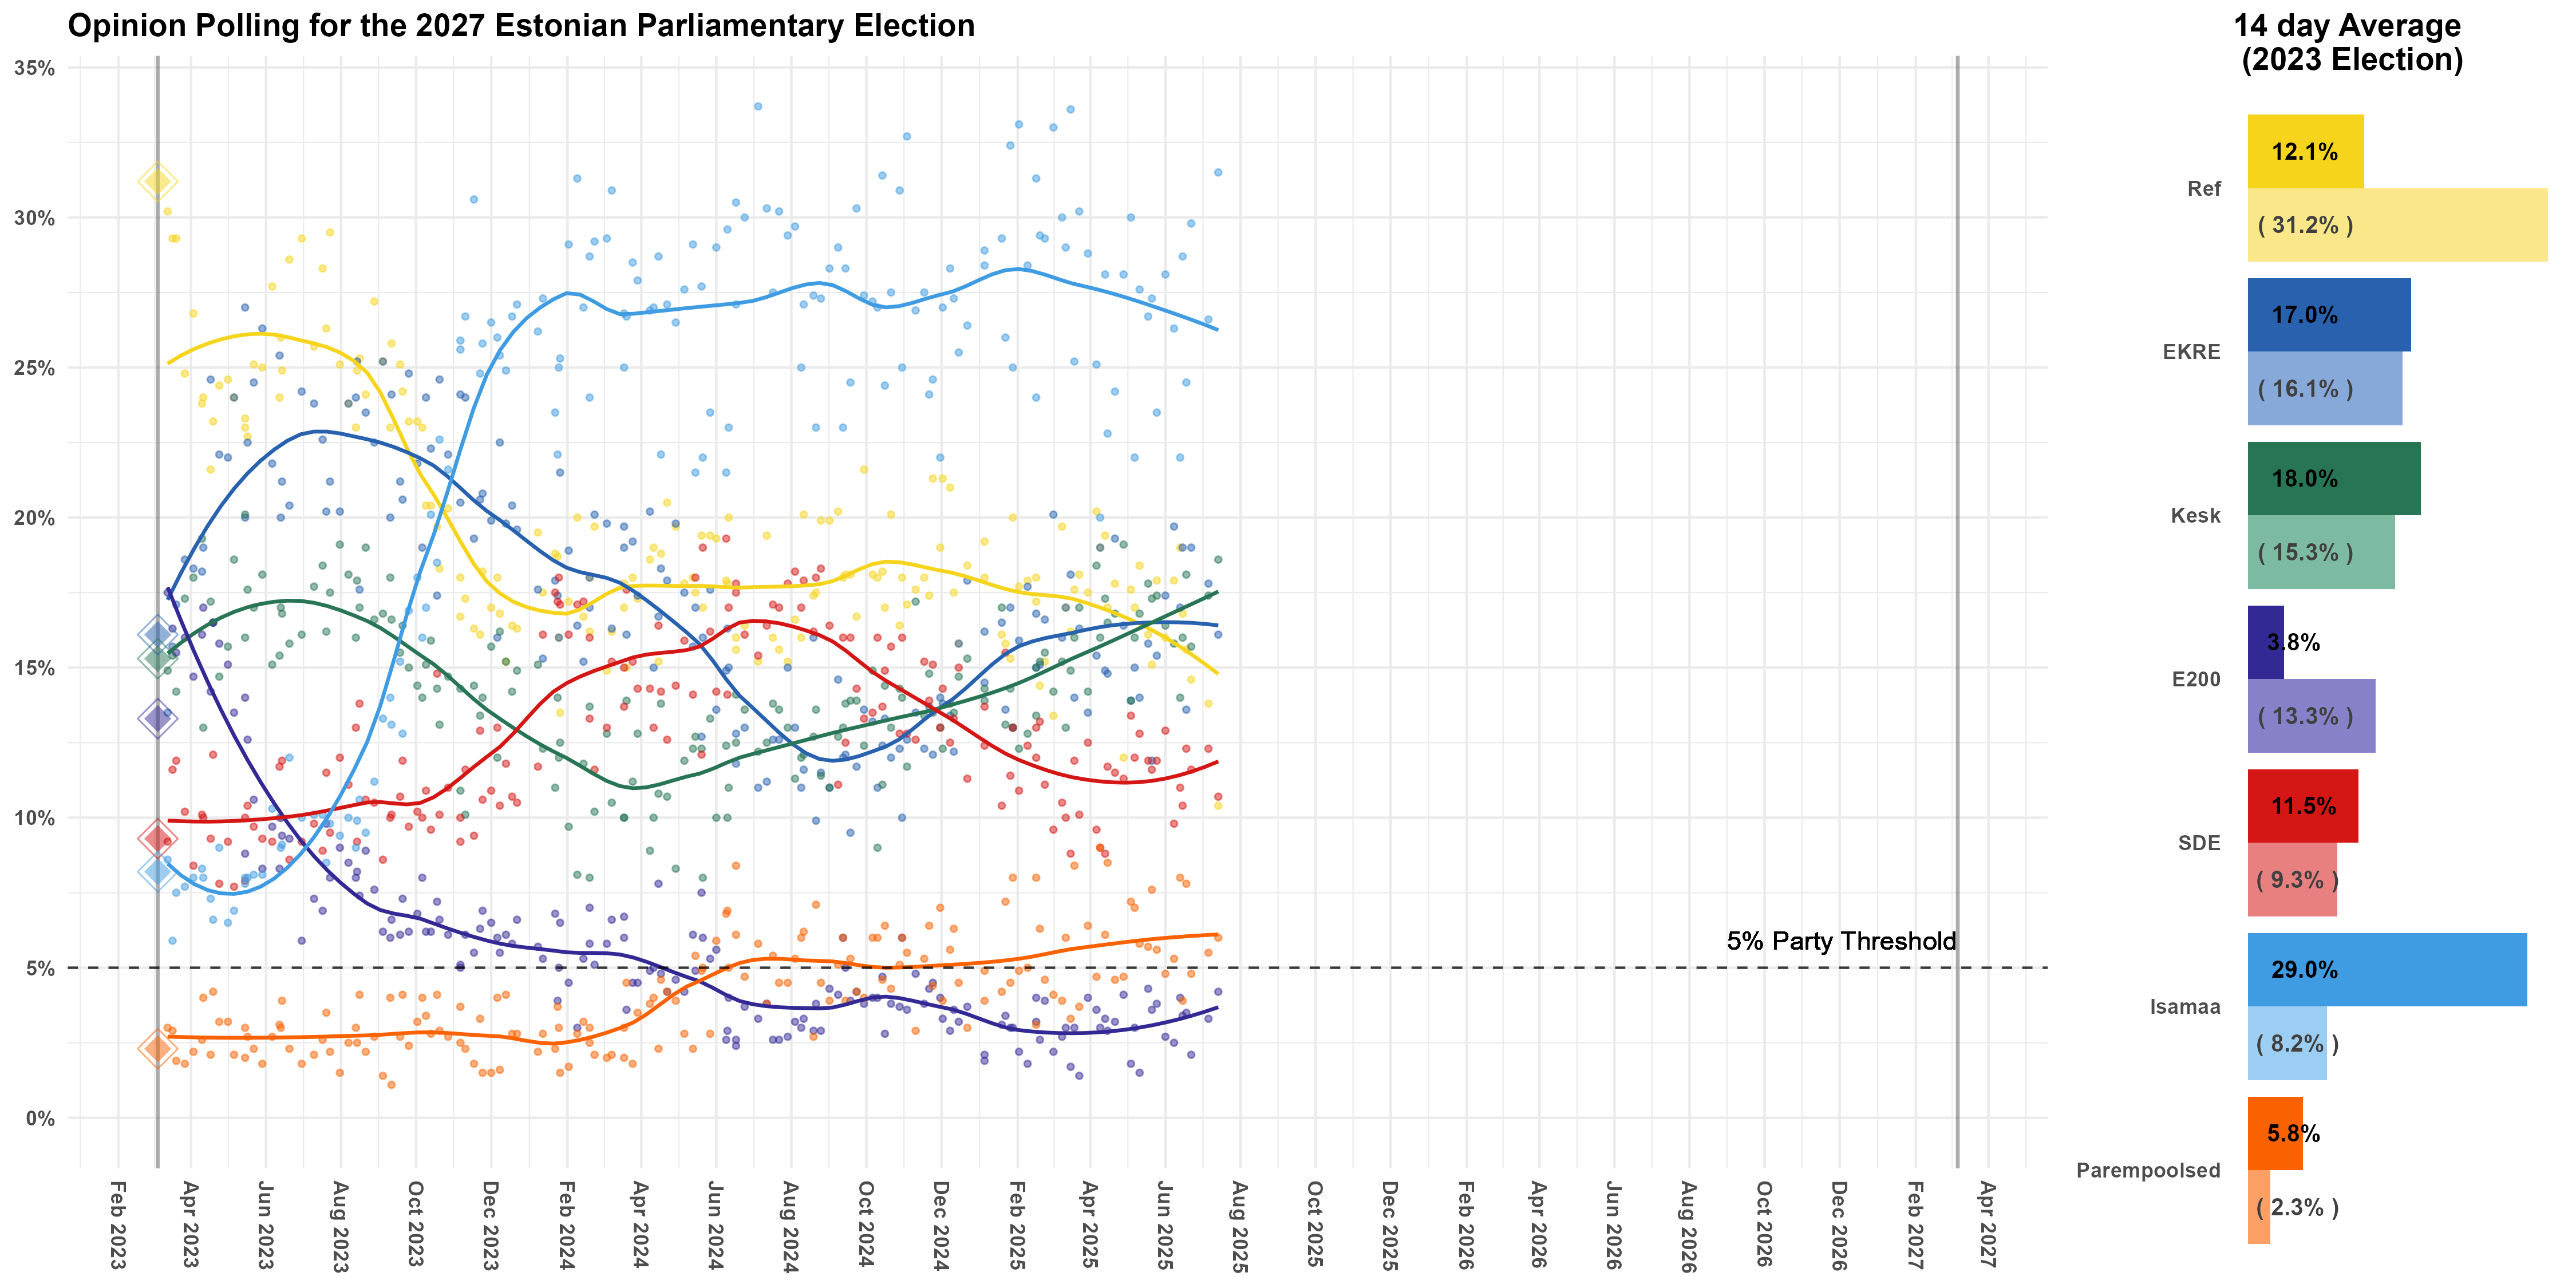 Opinion Polling for the 2027 Estonian Parliamentary Election
35%
30%
25%
20%
15%
10%
5%
0%
5% Party Threshold
Feb 2023
Apr 2023
Jun 2023
Aug 2023
Oct 2023
Dec 2023
Feb 2024
Apr 2024
Jun 2024
Aug 2024
Oct 2024
Dec 2024
Feb 2025
Apr 2025
Jun 2025
Aug 2025
Oct 2025
Dec 2025
Feb 2026
Apr 2026
Jun 2026
Aug 2026
Oct 2026
Dec 2026
Feb 2027
Apr 2027
14 day Average
(2023 Election)
Ref
12.1%
( 31.2% )
EKRE
17.0%
( 16.1% )
Kesk
18.0%
( 15.3% )
E200
3.8%
( 13.3% )
SDE
11.5%
( 9.3% )
Isamaa
29.0%
( 8.2% )
Parempoolsed
5.8%
( 2.3% )